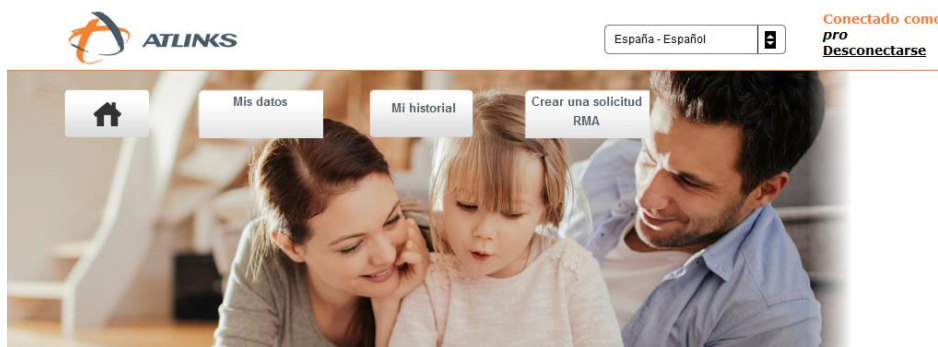 ATLINKS
España - Español
Conectado como
pro
Desconectarse
Mis datos
Mi historial
Crear una solicitud
RMA